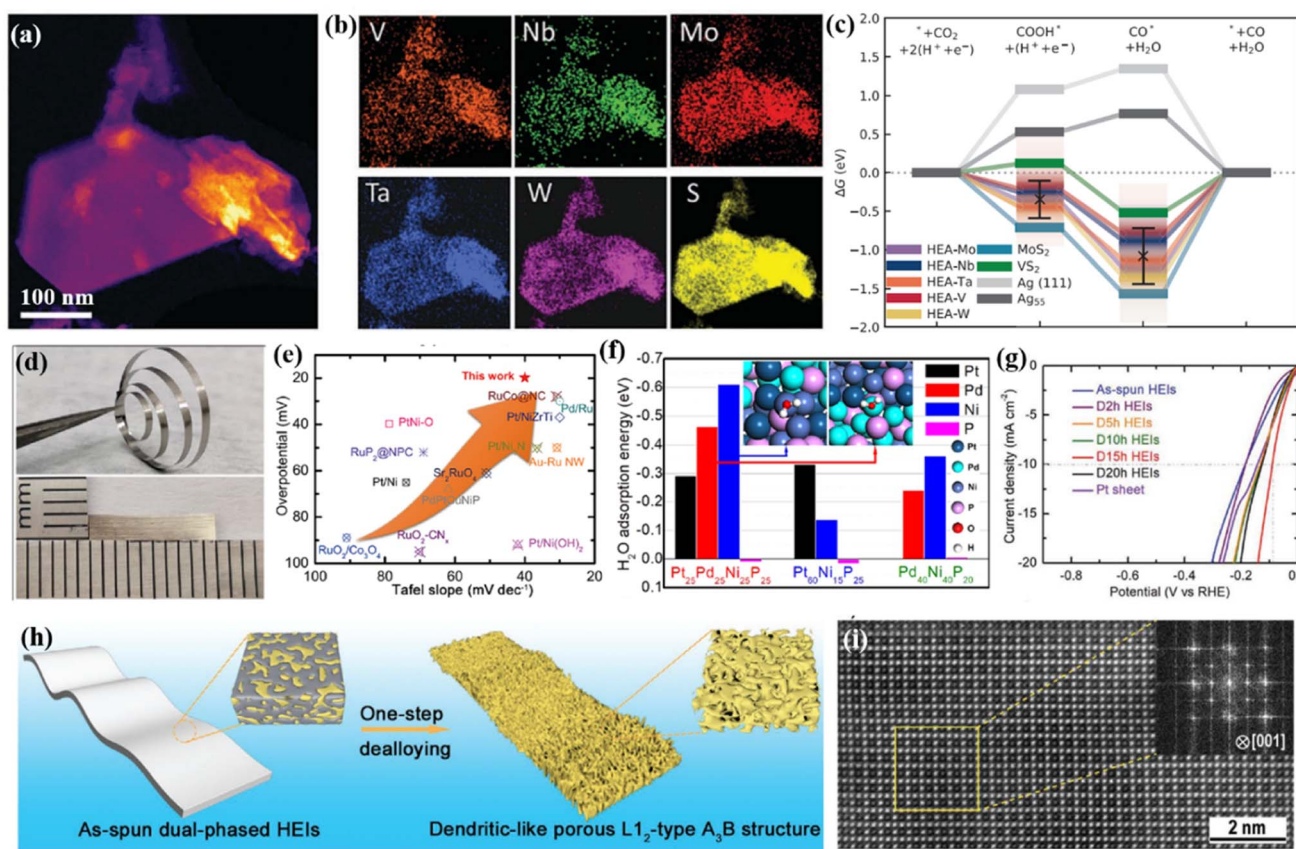 (a)
100 nm
(b)
V
Nb
Mo
Ta
W
S
(c)
2.0
1.5
1.0
0.5
0.0
−0.5
−1.0
−1.5
−2.0
ΔG (eV)
*+CO₂
+2(H⁺+e⁻)
COOH*
+(H⁺+e⁻)
CO*
+H₂O
*+CO
+H₂O
HEA-Mo
HEA-Nb
HEA-Ta
HEA-V
HEA-W
MoS₂
VS₂
Ag (111)
Ag₅₅
(d)
mm
(e)
Overpotential (mV)
20
40
60
80
100
This work
RuCo@NC
Pd/Ru
Pt/NiZrTi
PtNi-O
RuP₂@NPC
Pt/Ni₃N
Au-Ru NW
Sr₂RuO₄
Pt/Ni
RuO₂-CNₓ
RuO₂/Co₃O₄
Pt/Ni(OH)₂
100
80
60
40
20
Tafel slope (mV dec⁻¹)
(f)
H₂O adsorption energy (eV)
-0.7
-0.6
-0.5
-0.4
-0.3
-0.2
-0.1
0.0
0.1
Pt
Pd
Ni
P
Pt
Pd
Ni
P
O
H
Pt₂₅Pd₂₅Ni₂₅P₂₅
Pt₆₀Ni₁₅P₂₅
Pd₄₀Ni₄₀P₂₀
(g)
As-spun HEIs
D2h HEIs
D5h HEIs
D10h HEIs
D15h HEIs
D20h HEIs
Pt sheet
0
-5
-10
-15
-20
Current density (mA cm⁻²)
-0.8
-0.6
-0.4
-0.2
0
Potential (V vs RHE)
(h)
One-step
dealloying
As-spun dual-phased HEIs
Dendritic-like porous L1₂-type A₃B structure
(i)
⊗[001]
2 nm